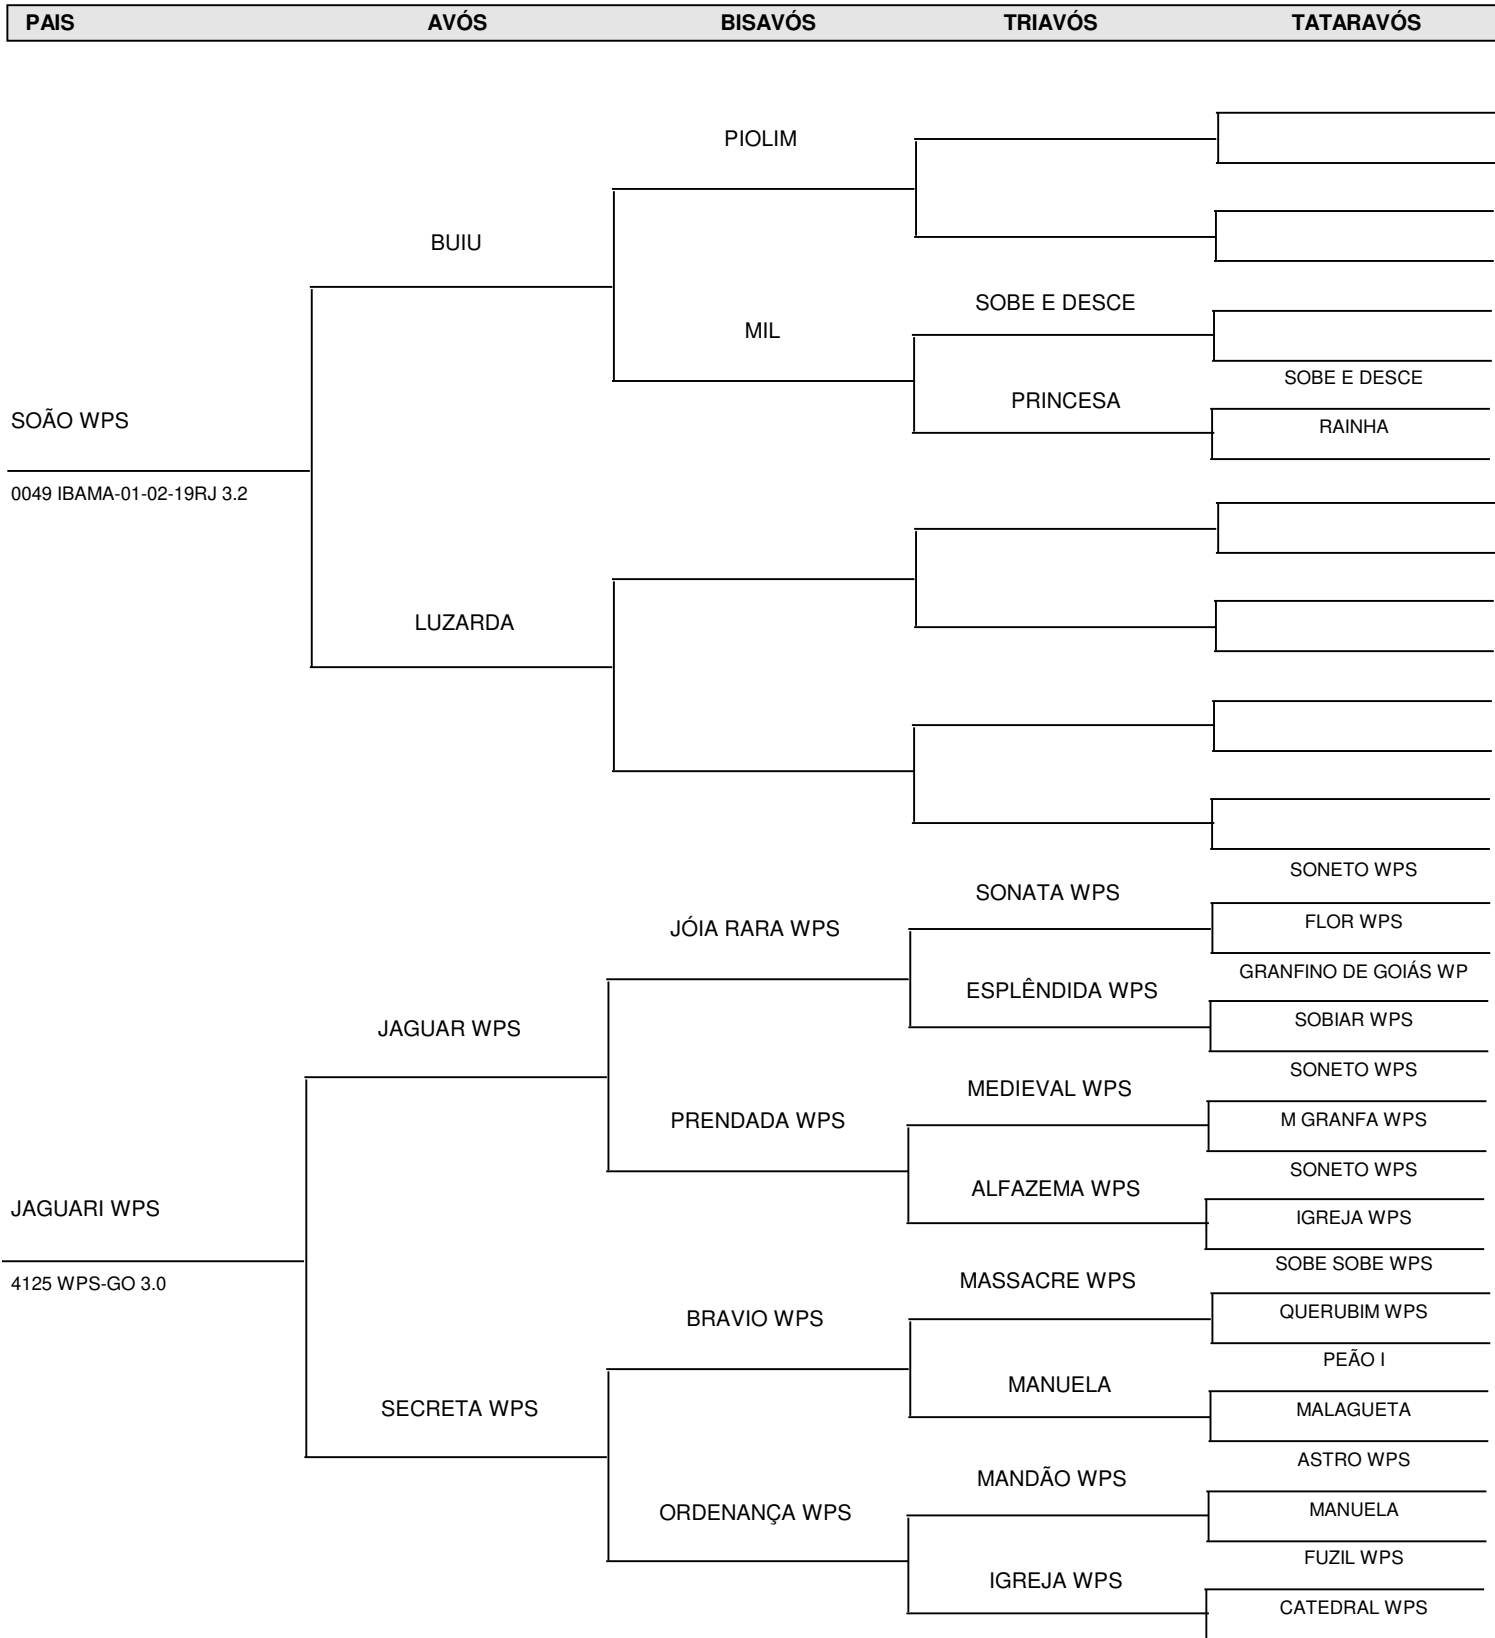 PAIS AVÓS BISAVÓS TRIAVÓS TATARAVÓS
PIOLIM
BUIU
SOBE E DESCE
MIL
SOBE E DESCE
PRINCESA
SOÃO WPS
RAINHA
0049 IBAMA-01-02-19RJ 3.2
LUZARDA
SONETO WPS
SONATA WPS
FLOR WPS
JÓIA RARA WPS
GRANFINO DE GOIÁS WP
ESPLÊNDIDA WPS
SOBIAR WPS
JAGUAR WPS
SONETO WPS
MEDIEVAL WPS
M GRANFA WPS
PRENDADA WPS
SONETO WPS
ALFAZEMA WPS
JAGUARI WPS
IGREJA WPS
SOBE SOBE WPS
4125 WPS-GO 3.0
MASSACRE WPS
QUERUBIM WPS
BRAVIO WPS
PEÃO I
MANUELA
SECRETA WPS
MALAGUETA
ASTRO WPS
MANDÃO WPS
MANUELA
ORDENANÇA WPS
FUZIL WPS
IGREJA WPS
CATEDRAL WPS